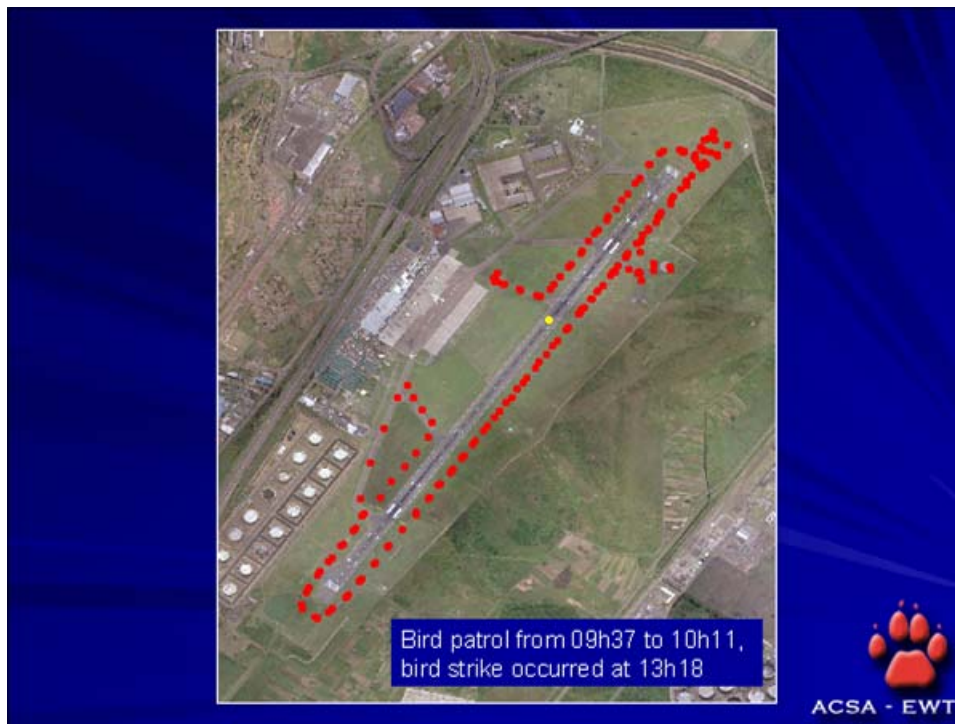 Bird patrol from 09h37 to 10h11,
bird strike occurred at 13h18
ACSA - EWT